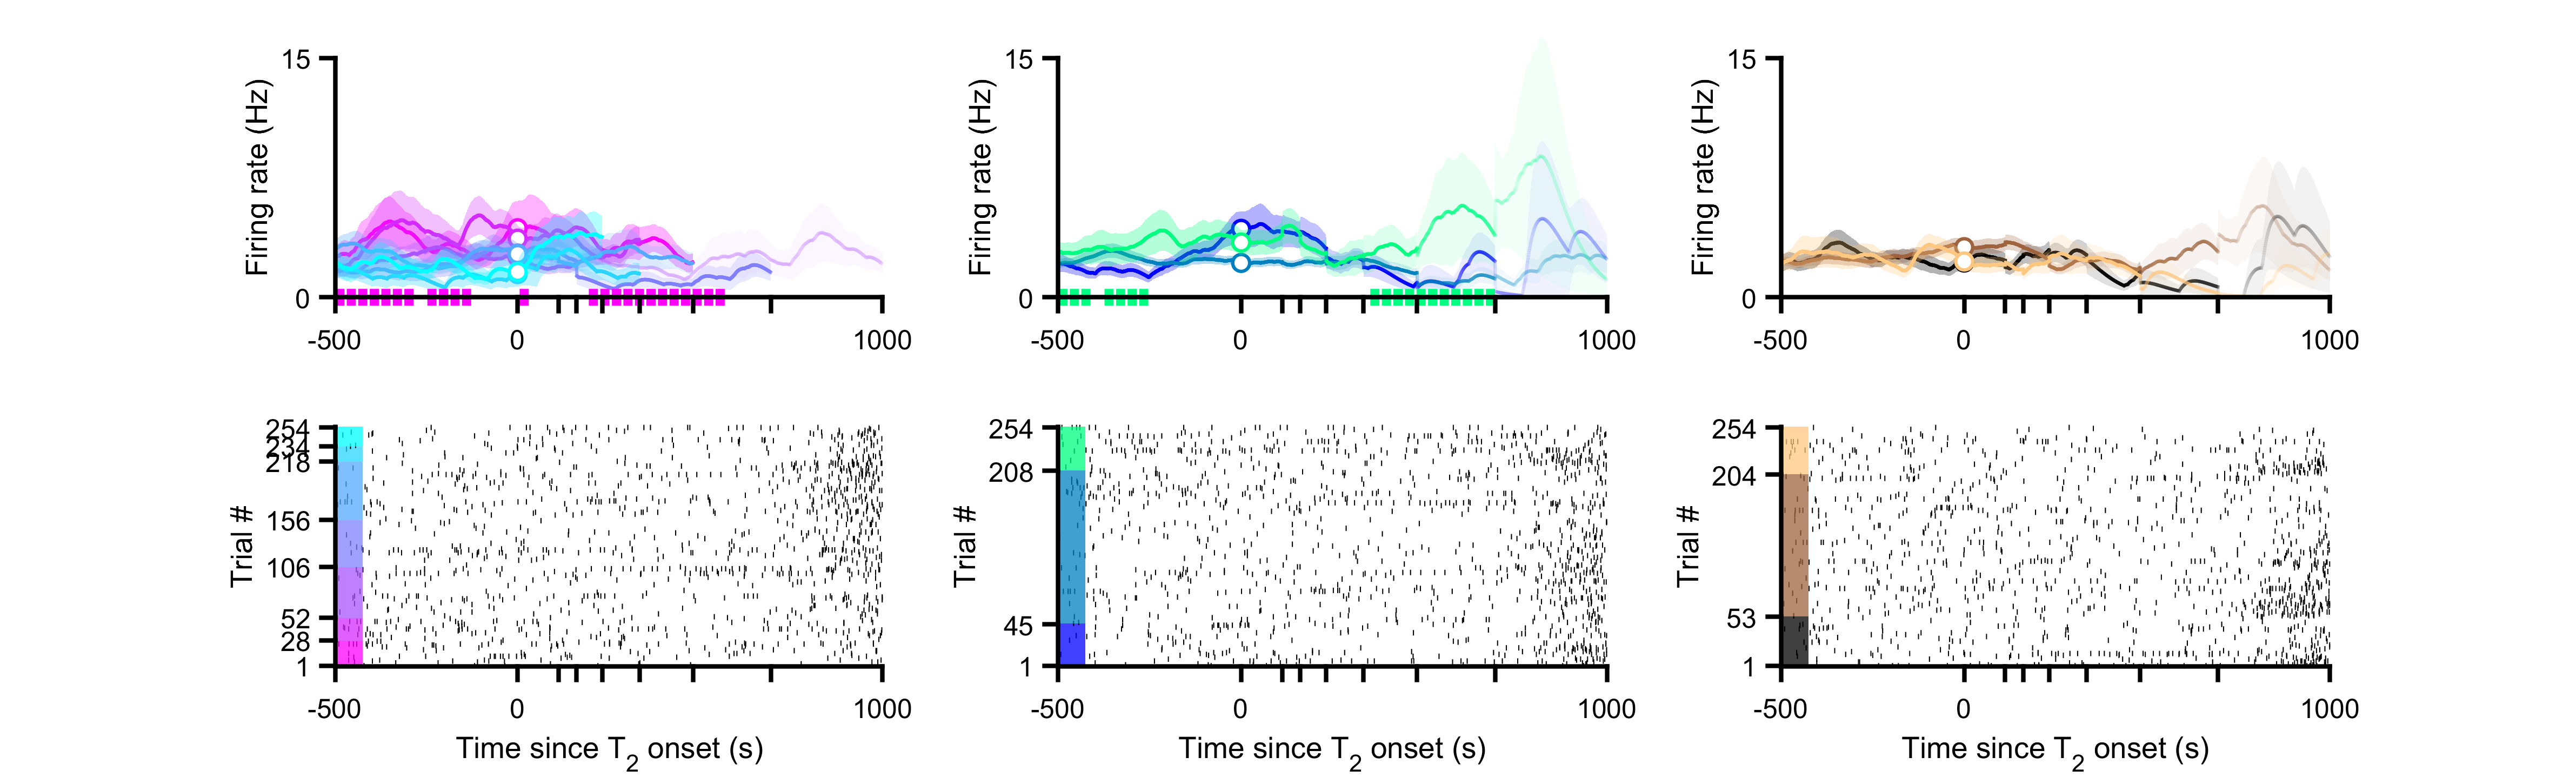 15
Firing rate (Hz)
0
-500 0 1000
15
Firing rate (Hz)
0
-500 0 1000
15
Firing rate (Hz)
0
-500 0 1000
254
234
218
156
106
52
28
1
Trial #
-500 0 1000
Time since T2 onset (s)
254
208
45
1
Trial #
-500 0 1000
Time since T2 onset (s)
254
204
53
1
Trial #
-500 0 1000
Time since T2 onset (s)